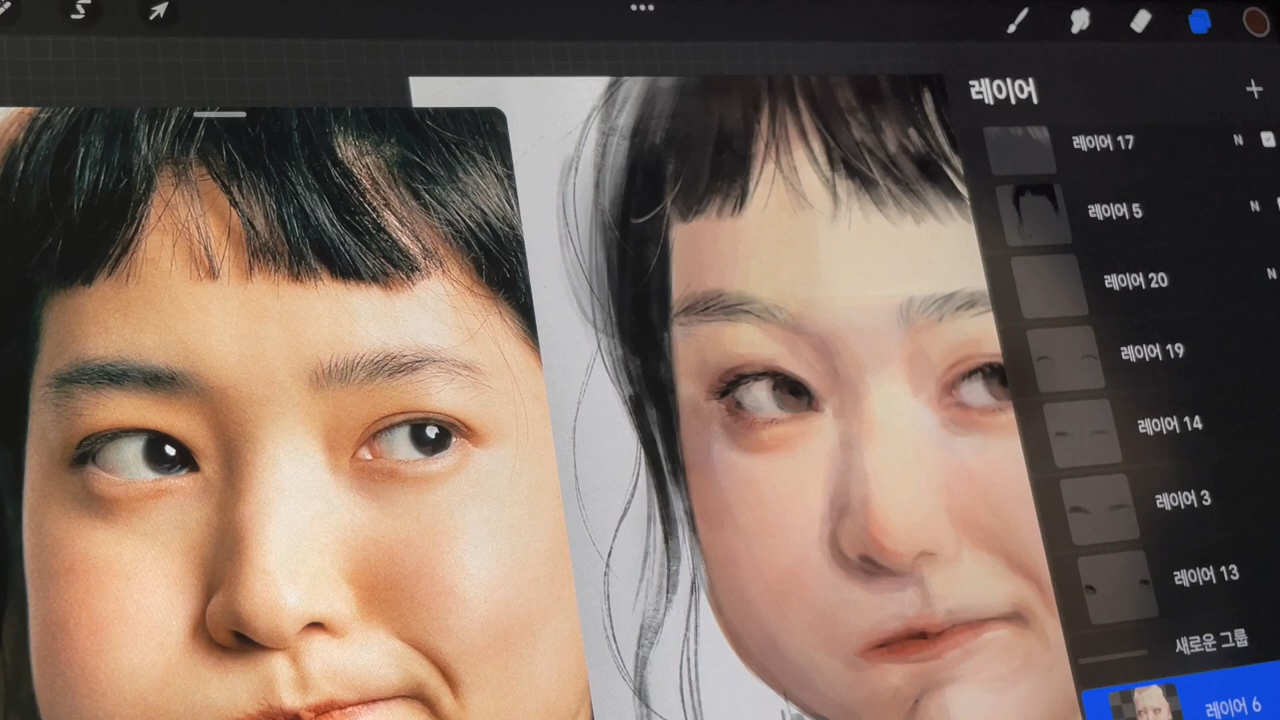 레이어
레이어 17 N
레이어 5 N
레이어 20 N
레이어 19
레이어 14
레이어 3
레이어 13
새로운 그룹
레이어 6